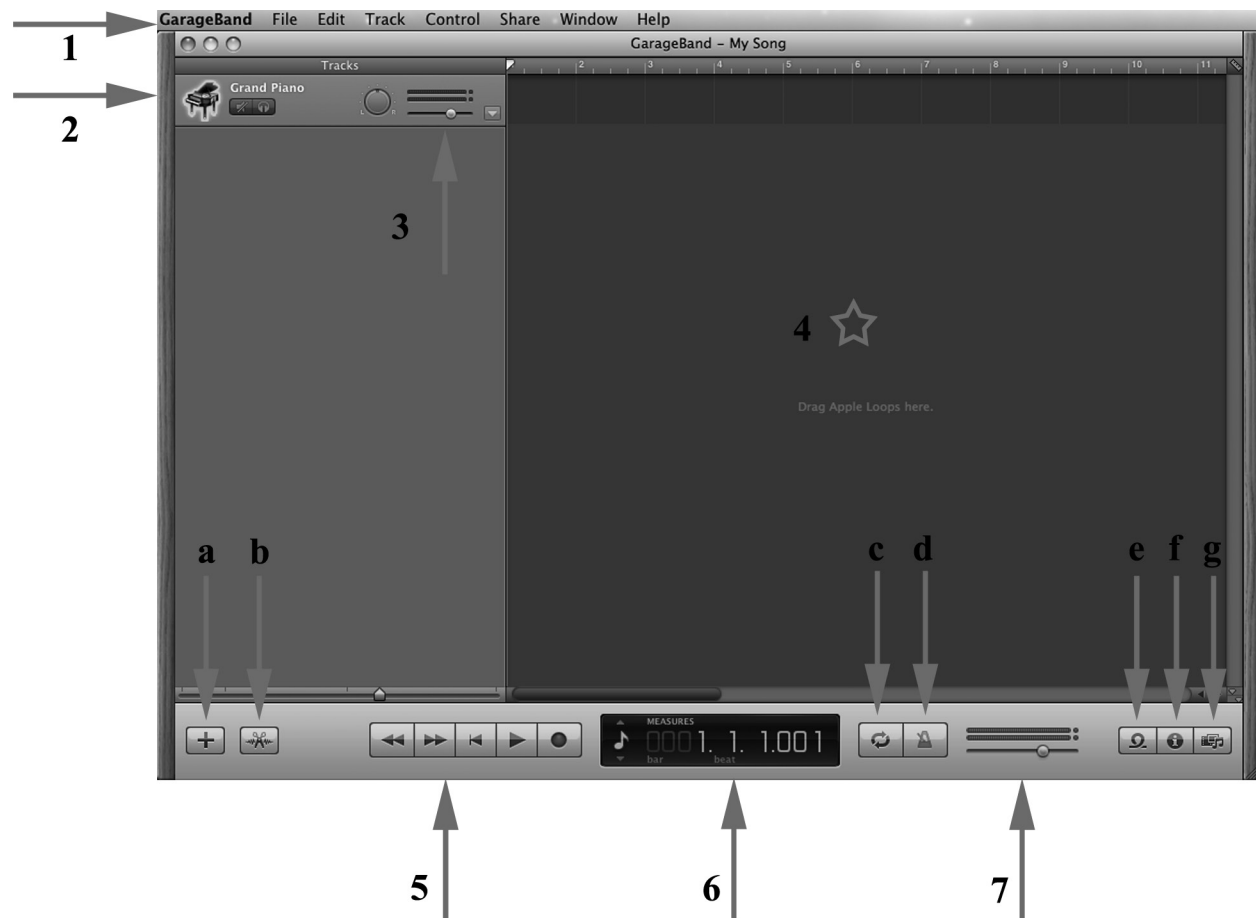 GarageBand File Edit Track Control Share Window Help
1
GarageBand – My Song
Tracks
2 3 4 5 6 7 8 9 10 11
Grand Piano
L R
2
3
4
Drag Apple Loops here.
a b c d e f g
MEASURES
0001. 1. 1.001
bar beat
5 6 7